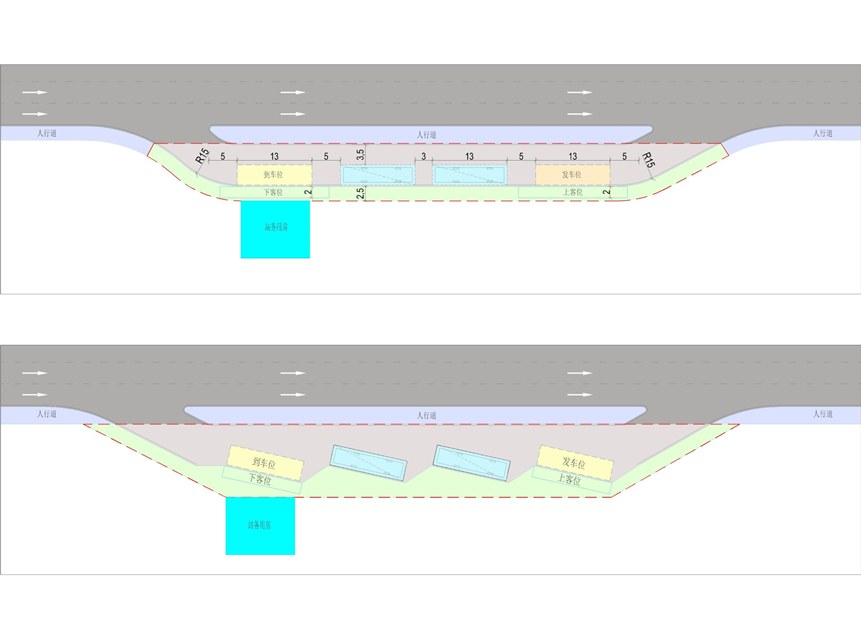 人行道 人行道 人行道
R15 5 13 5 3.5 3 13 5 13 5 R15
到车位 发车位
下客位 2 2.5 上客位 2
站务用房
人行道 人行道 人行道
到车位 发车位
下客位 上客位
站务用房